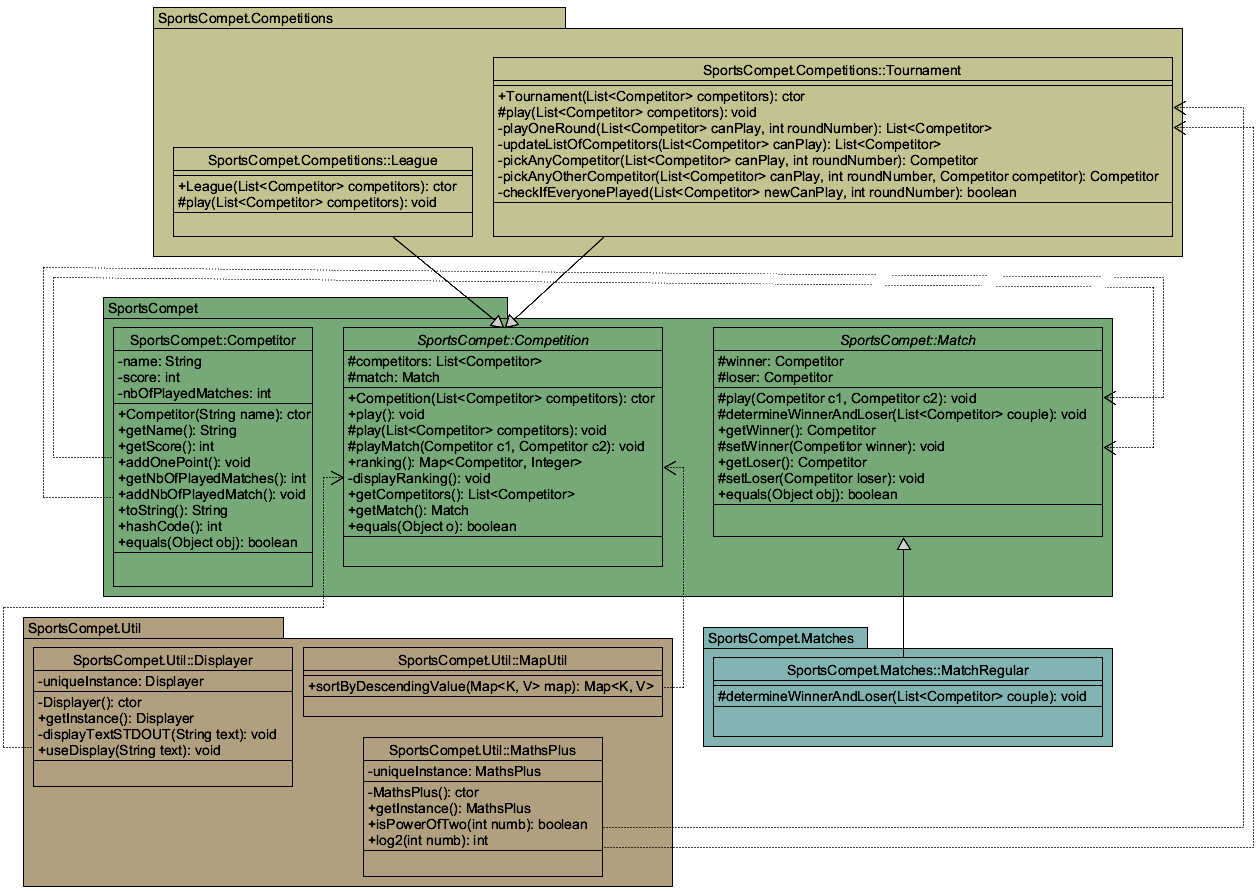 SportsCompet.Competitions
SportsCompet.Competitions::Tournament
+Tournament(List<Competitor> competitors): ctor
#play(List<Competitor> competitors): void
-playOneRound(List<Competitor> canPlay, int roundNumber): List<Competitor>
-updateListOfCompetitors(List<Competitor> canPlay): List<Competitor>
-pickAnyCompetitor(List<Competitor> canPlay, int roundNumber): Competitor
-pickAnyOtherCompetitor(List<Competitor> canPlay, int roundNumber, Competitor competitor): Competitor
-checkIfEveryonePlayed(List<Competitor> newCanPlay, int roundNumber): boolean
SportsCompet.Competitions::League
+League(List<Competitor> competitors): ctor
#play(List<Competitor> competitors): void
SportsCompet
SportsCompet::Competitor
-name: String
-score: int
-nbOfPlayedMatches: int
+Competitor(String name): ctor
+getName(): String
+getScore(): int
+addOnePoint(): void
+getNbOfPlayedMatches(): int
+addNbOfPlayedMatch(): void
+toString(): String
+hashCode(): int
+equals(Object obj): boolean
SportsCompet::Competition
#competitors: List<Competitor>
#match: Match
+Competition(List<Competitor> competitors): ctor
+play(): void
#play(List<Competitor> competitors): void
#playMatch(Competitor c1, Competitor c2): void
+ranking(): Map<Competitor, Integer>
-displayRanking(): void
+getCompetitors(): List<Competitor>
+getMatch(): Match
+equals(Object o): boolean
SportsCompet::Match
#winner: Competitor
#loser: Competitor
#play(Competitor c1, Competitor c2): void
#determineWinnerAndLoser(List<Competitor> couple): void
+getWinner(): Competitor
#setWinner(Competitor winner): void
+getLoser(): Competitor
#setLoser(Competitor loser): void
+equals(Object obj): boolean
SportsCompet.Util
SportsCompet.Util::Displayer
-uniqueInstance: Displayer
-Displayer(): ctor
+getInstance(): Displayer
-displayTextSTDOUT(String text): void
+useDisplay(String text): void
SportsCompet.Util::MapUtil
+sortByDescendingValue(Map<K, V> map): Map<K, V>
SportsCompet.Util::MathsPlus
-uniqueInstance: MathsPlus
-MathsPlus(): ctor
+getInstance(): MathsPlus
+isPowerOfTwo(int numb): boolean
+log2(int numb): int
SportsCompet.Matches
SportsCompet.Matches::MatchRegular
#determineWinnerAndLoser(List<Competitor> couple): void